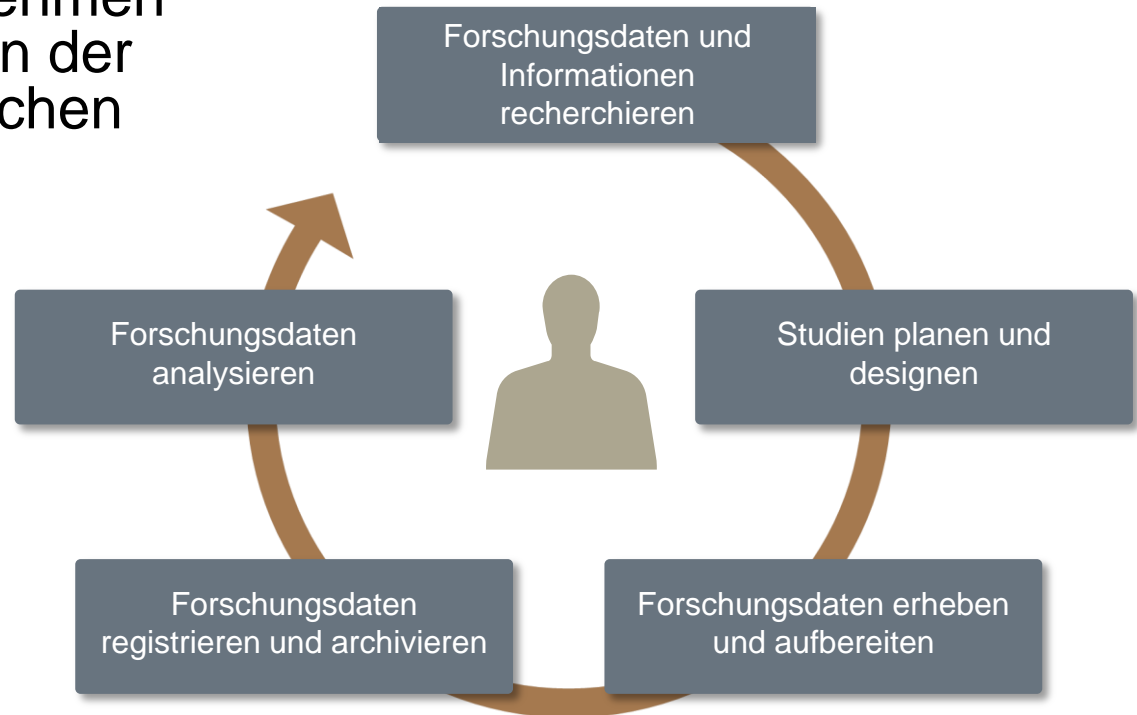 n der
chen
Forschungsdaten und
Informationen
recherchieren
Studien planen und
designen
Forschungsdaten erheben
und aufbereiten
Forschungsdaten
registrieren und archivieren
Forschungsdaten
analysieren